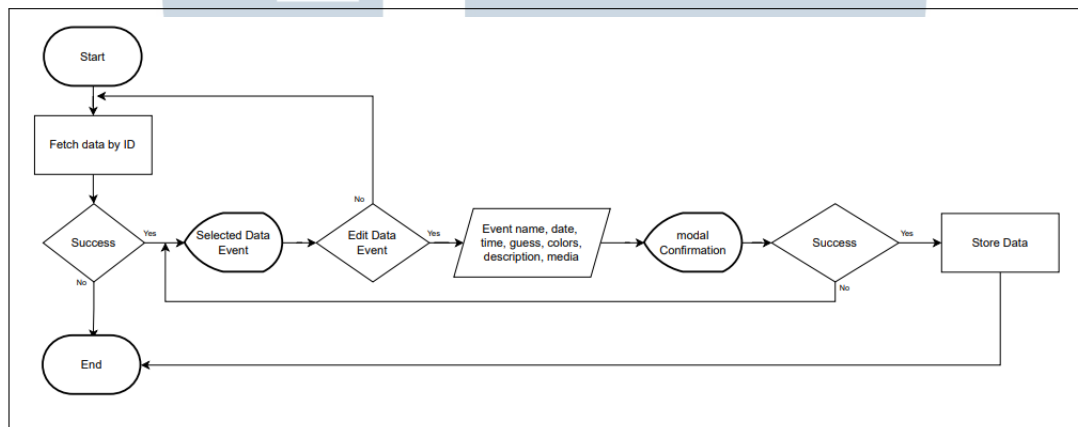 Start
Fetch data by ID
Success
Yes
No
Selected Data
Event
Edit Data
Event
No
Yes
Event name, date,
time, guess, colors,
description, media
modal
Confirmation
Success
Yes
No
Store Data
End